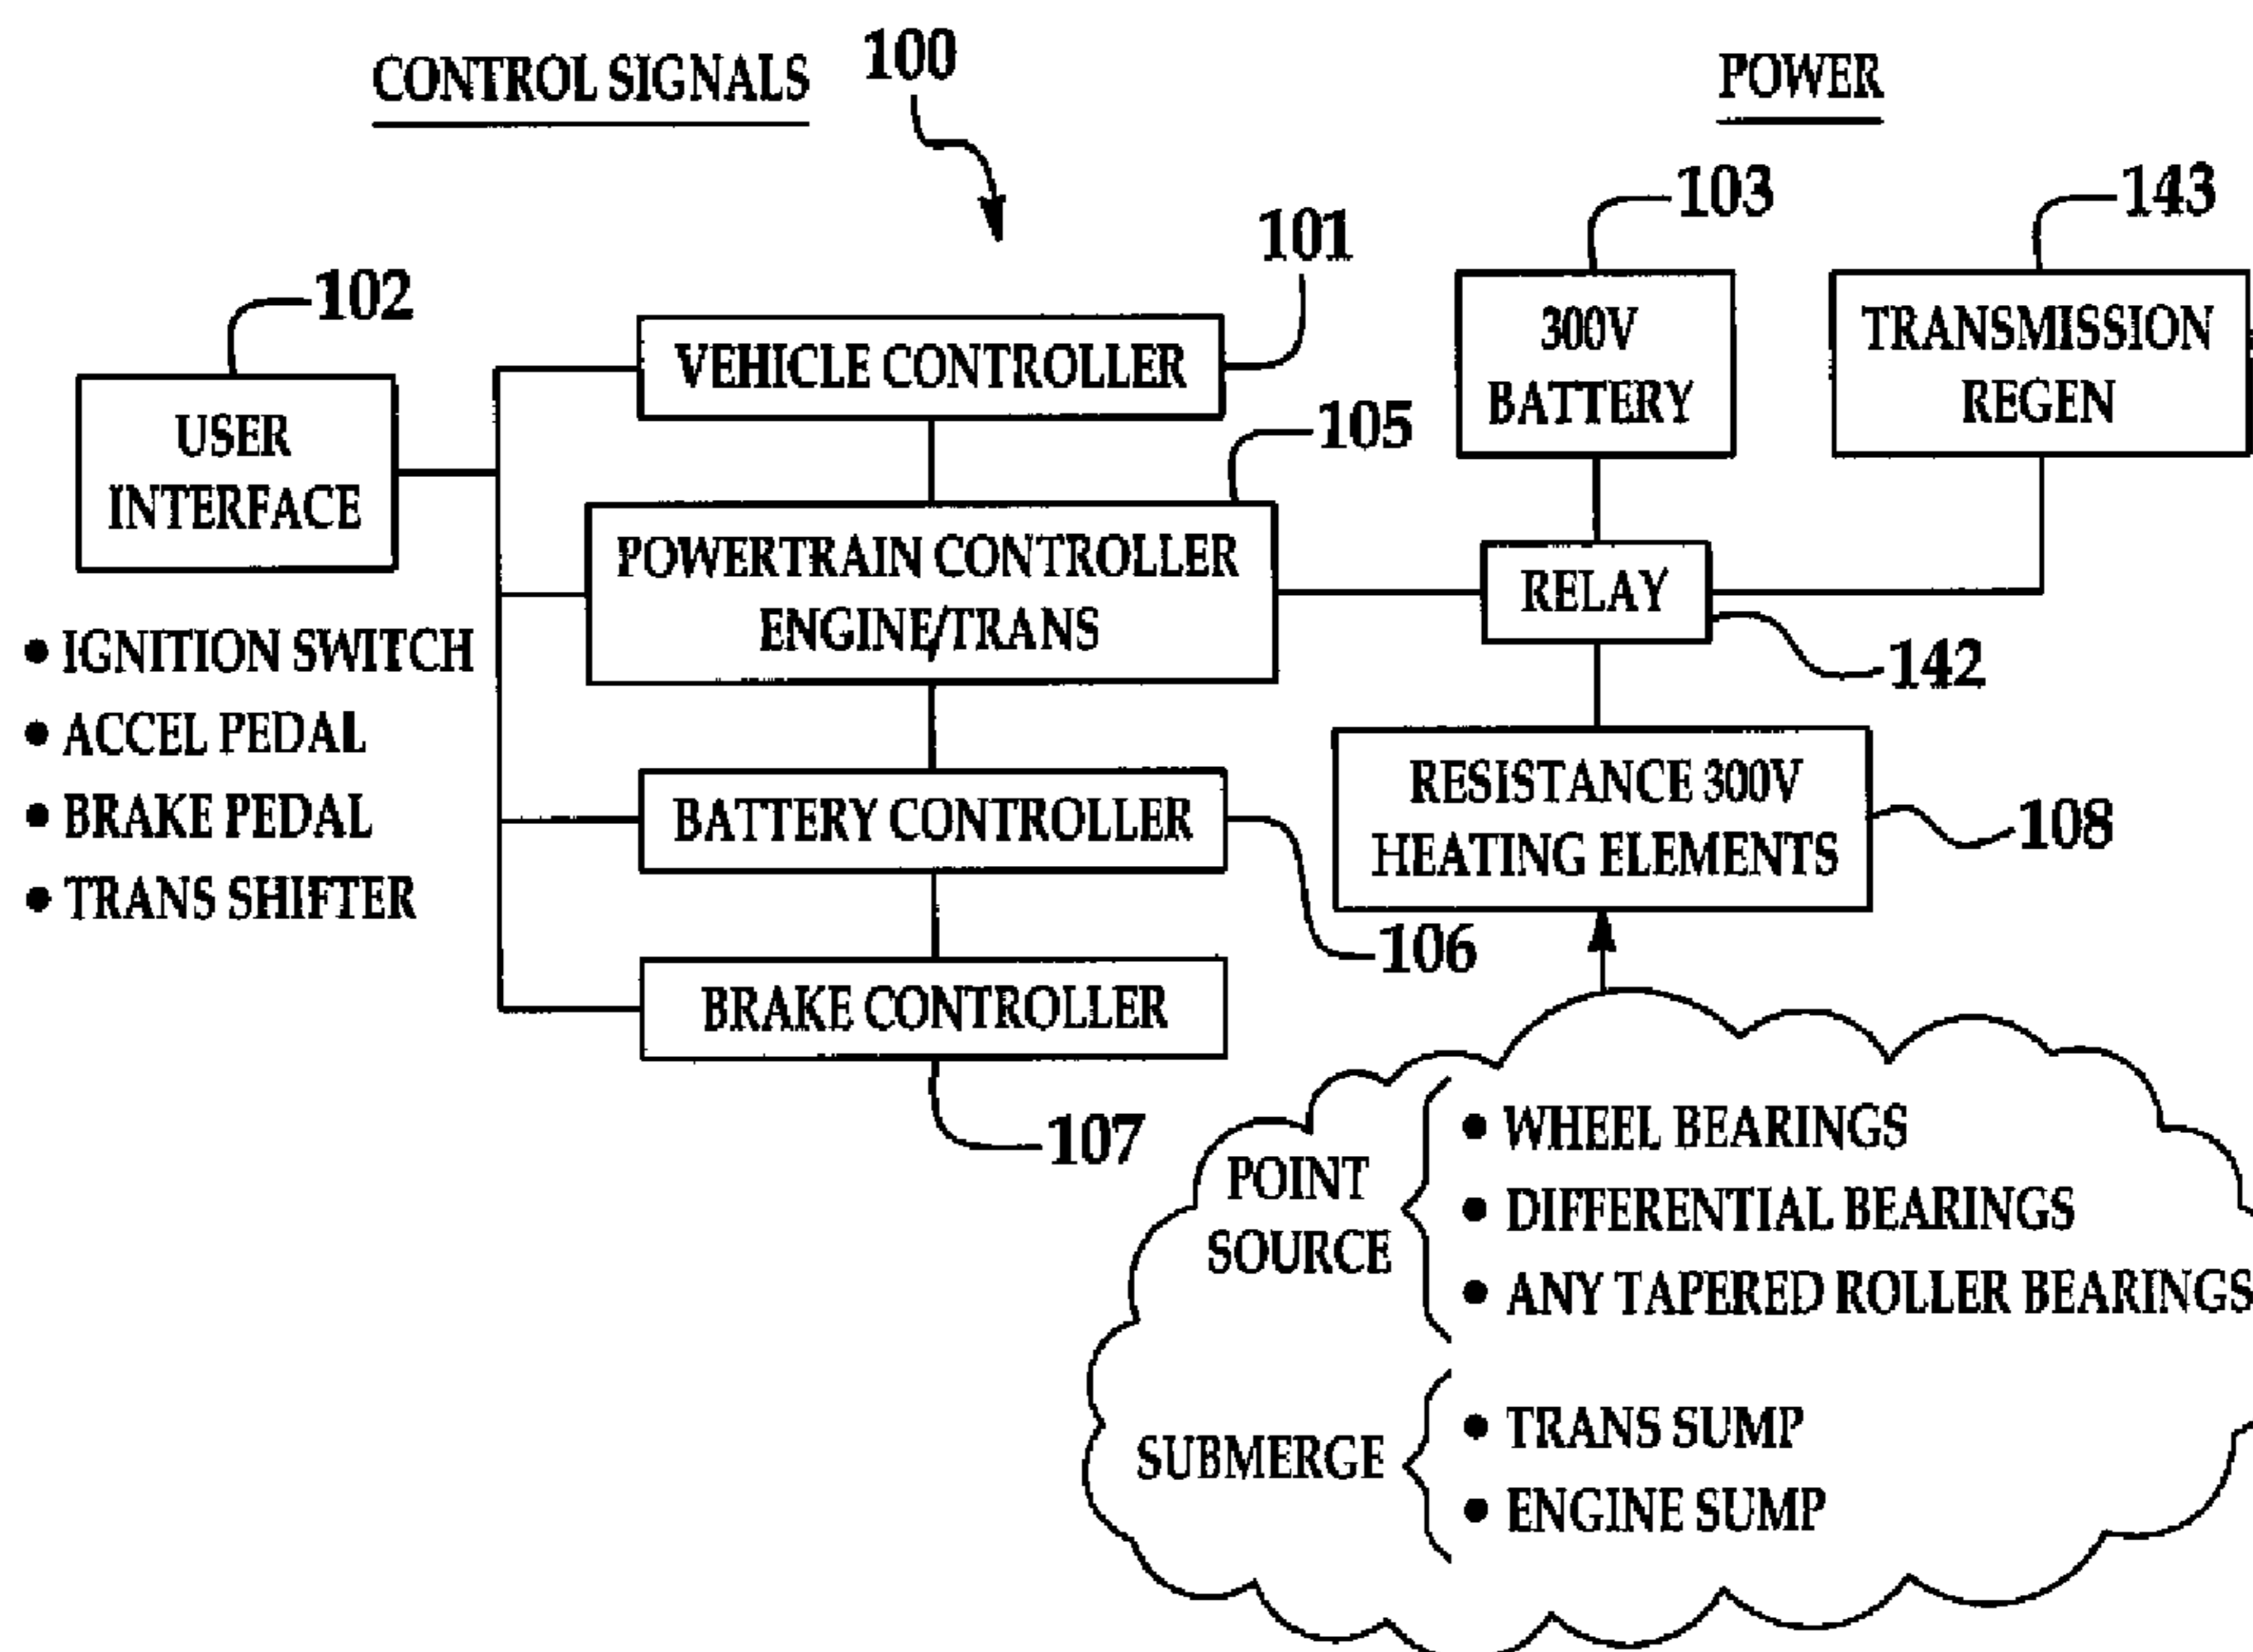 CONTROL SIGNALS
100
POWER
103
143
101
102
300V
BATTERY
TRANSMISSION
REGEN
VEHICLE CONTROLLER
105
USER
INTERFACE
POWERTRAIN CONTROLLER
ENGINE/TRANS
RELAY
142
• IGNITION SWITCH
• ACCEL PEDAL
• BRAKE PEDAL
• TRANS SHIFTER
BATTERY CONTROLLER
106
RESISTANCE 300V
HEATING ELEMENTS
108
BRAKE CONTROLLER
107
POINT
SOURCE
• WHEEL BEARINGS
• DIFFERENTIAL BEARINGS
• ANY TAPERED ROLLER BEARINGS
SUBMERGE
• TRANS SUMP
• ENGINE SUMP